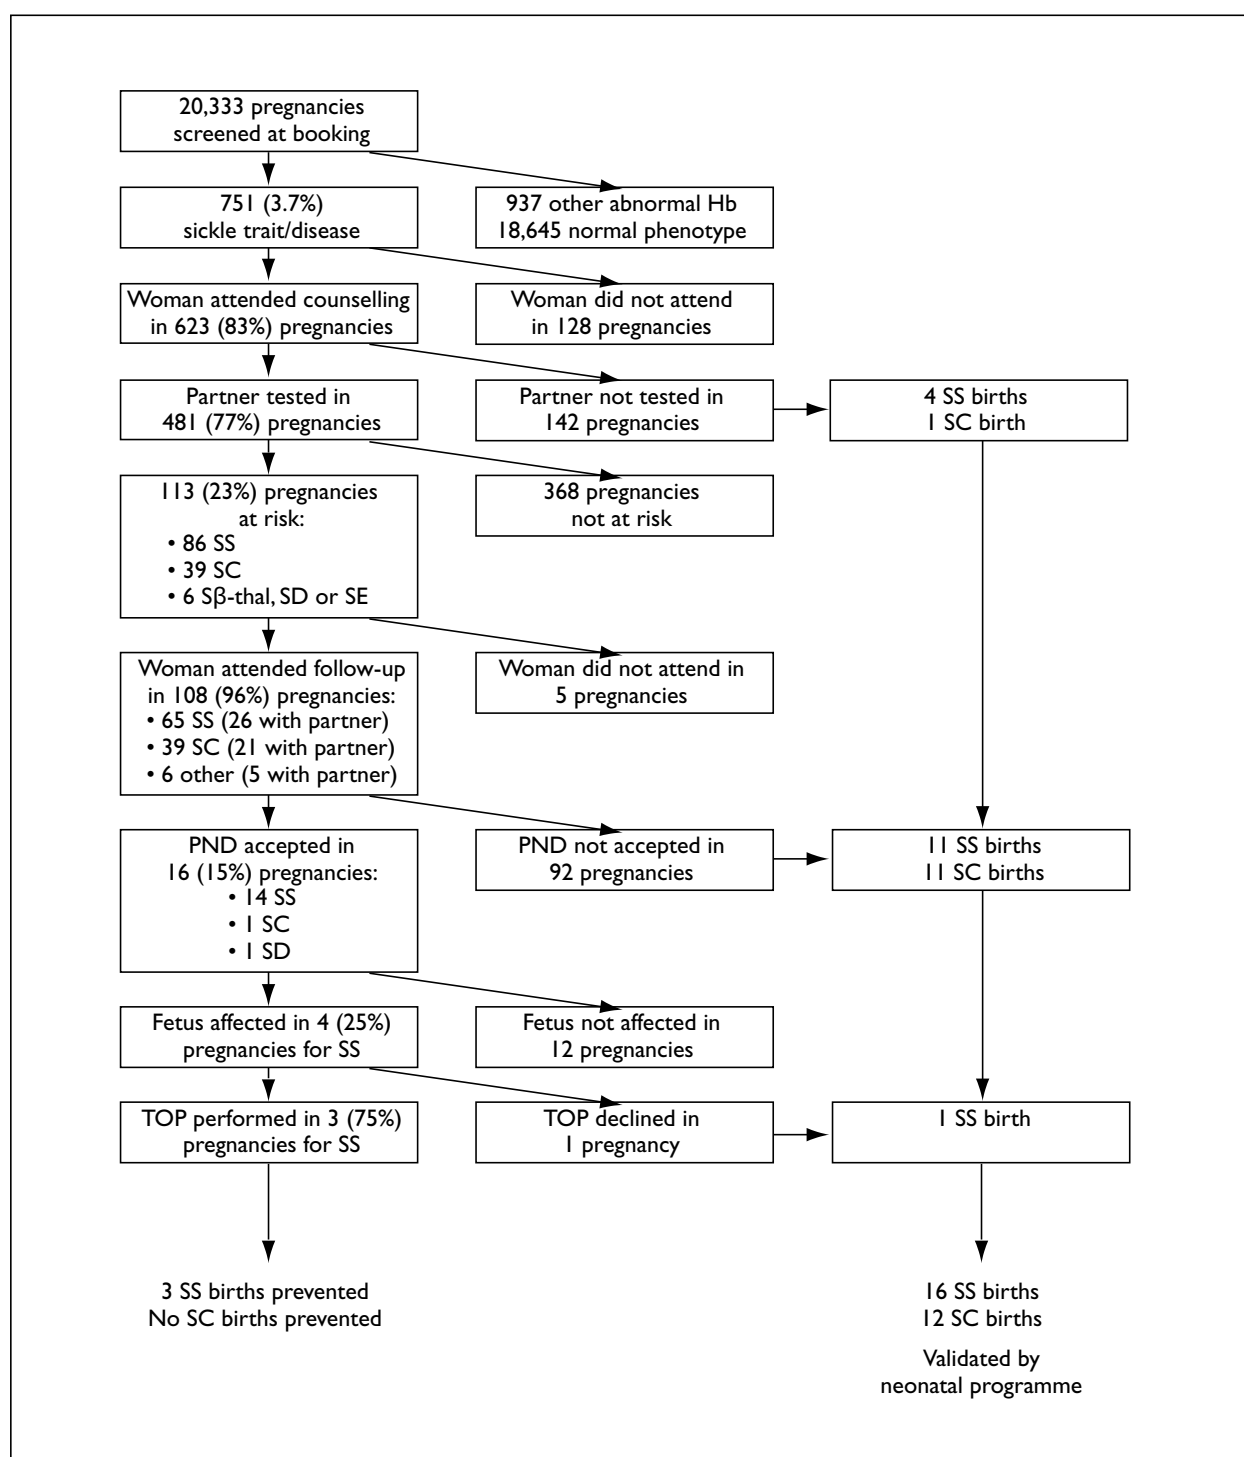 20,333 pregnancies
screened at booking
751 (3.7%)
sickle trait/disease
937 other abnormal Hb
18,645 normal phenotype
Woman attended counselling
in 623 (83%) pregnancies
Woman did not attend
in 128 pregnancies
Partner tested in
481 (77%) pregnancies
Partner not tested in
142 pregnancies
4 SS births
1 SC birth
113 (23%) pregnancies
at risk:
• 86 SS
• 39 SC
• 6 Sβ-thal, SD or SE
368 pregnancies
not at risk
Woman attended follow-up
in 108 (96%) pregnancies:
• 65 SS (26 with partner)
• 39 SC (21 with partner)
• 6 other (5 with partner)
Woman did not attend in
5 pregnancies
PND accepted in
16 (15%) pregnancies:
• 14 SS
• 1 SC
• 1 SD
PND not accepted in
92 pregnancies
11 SS births
11 SC births
Fetus affected in 4 (25%)
pregnancies for SS
Fetus not affected in
12 pregnancies
TOP performed in 3 (75%)
pregnancies for SS
TOP declined in
1 pregnancy
1 SS birth
3 SS births prevented
No SC births prevented
16 SS births
12 SC births
Validated by
neonatal programme